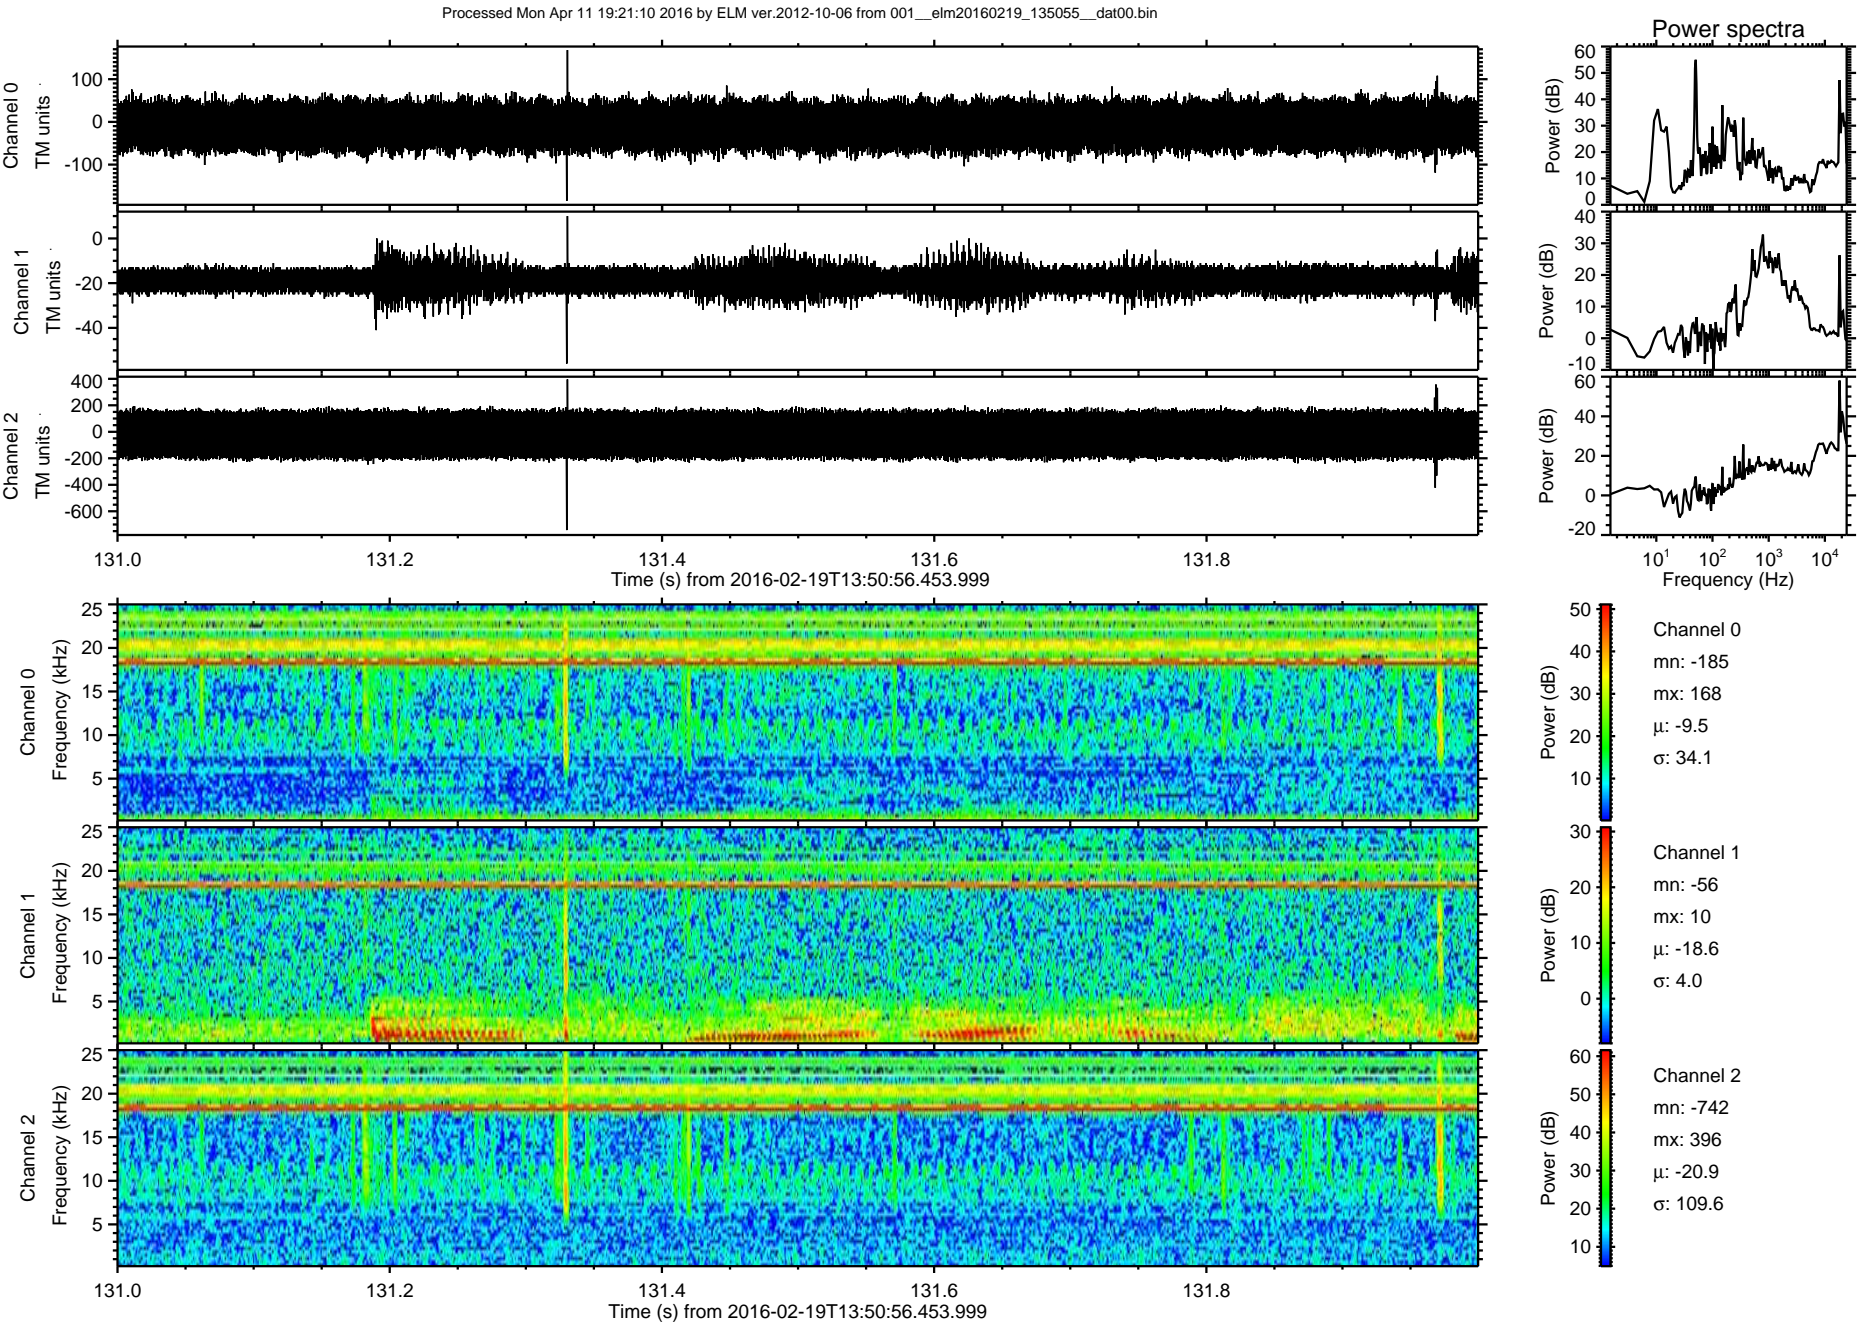 Processed Mon Apr 11 19:21:10 2016 by ELM ver.2012-10-06 from 001__elm20160219_135055__dat00.bin
Power spectra
Channel 0
TM units
100
0
-100
Power (dB)
60
50
40
30
20
10
0
Channel 1
TM units
0
-20
-40
Power (dB)
40
30
20
10
0
-10
Channel 2
TM units
400
200
0
-200
-400
-600
Power (dB)
60
40
20
0
-20
131.0 131.2 131.4 131.6 131.8
Time (s) from 2016-02-19T13:50:56.453.999
10¹ 10² 10³ 10⁴
Frequency (Hz)
Channel 0
Frequency (kHz)
25
20
15
10
5
Power (dB)
50
40
30
20
10
Channel 0
mn: -185
mx: 168
μ: -9.5
σ: 34.1
Channel 1
Frequency (kHz)
25
20
15
10
5
Power (dB)
30
20
10
0
Channel 1
mn: -56
mx: 10
μ: -18.6
σ: 4.0
Channel 2
Frequency (kHz)
25
20
15
10
5
Power (dB)
60
50
40
30
20
10
Channel 2
mn: -742
mx: 396
μ: -20.9
σ: 109.6
131.0 131.2 131.4 131.6 131.8
Time (s) from 2016-02-19T13:50:56.453.999